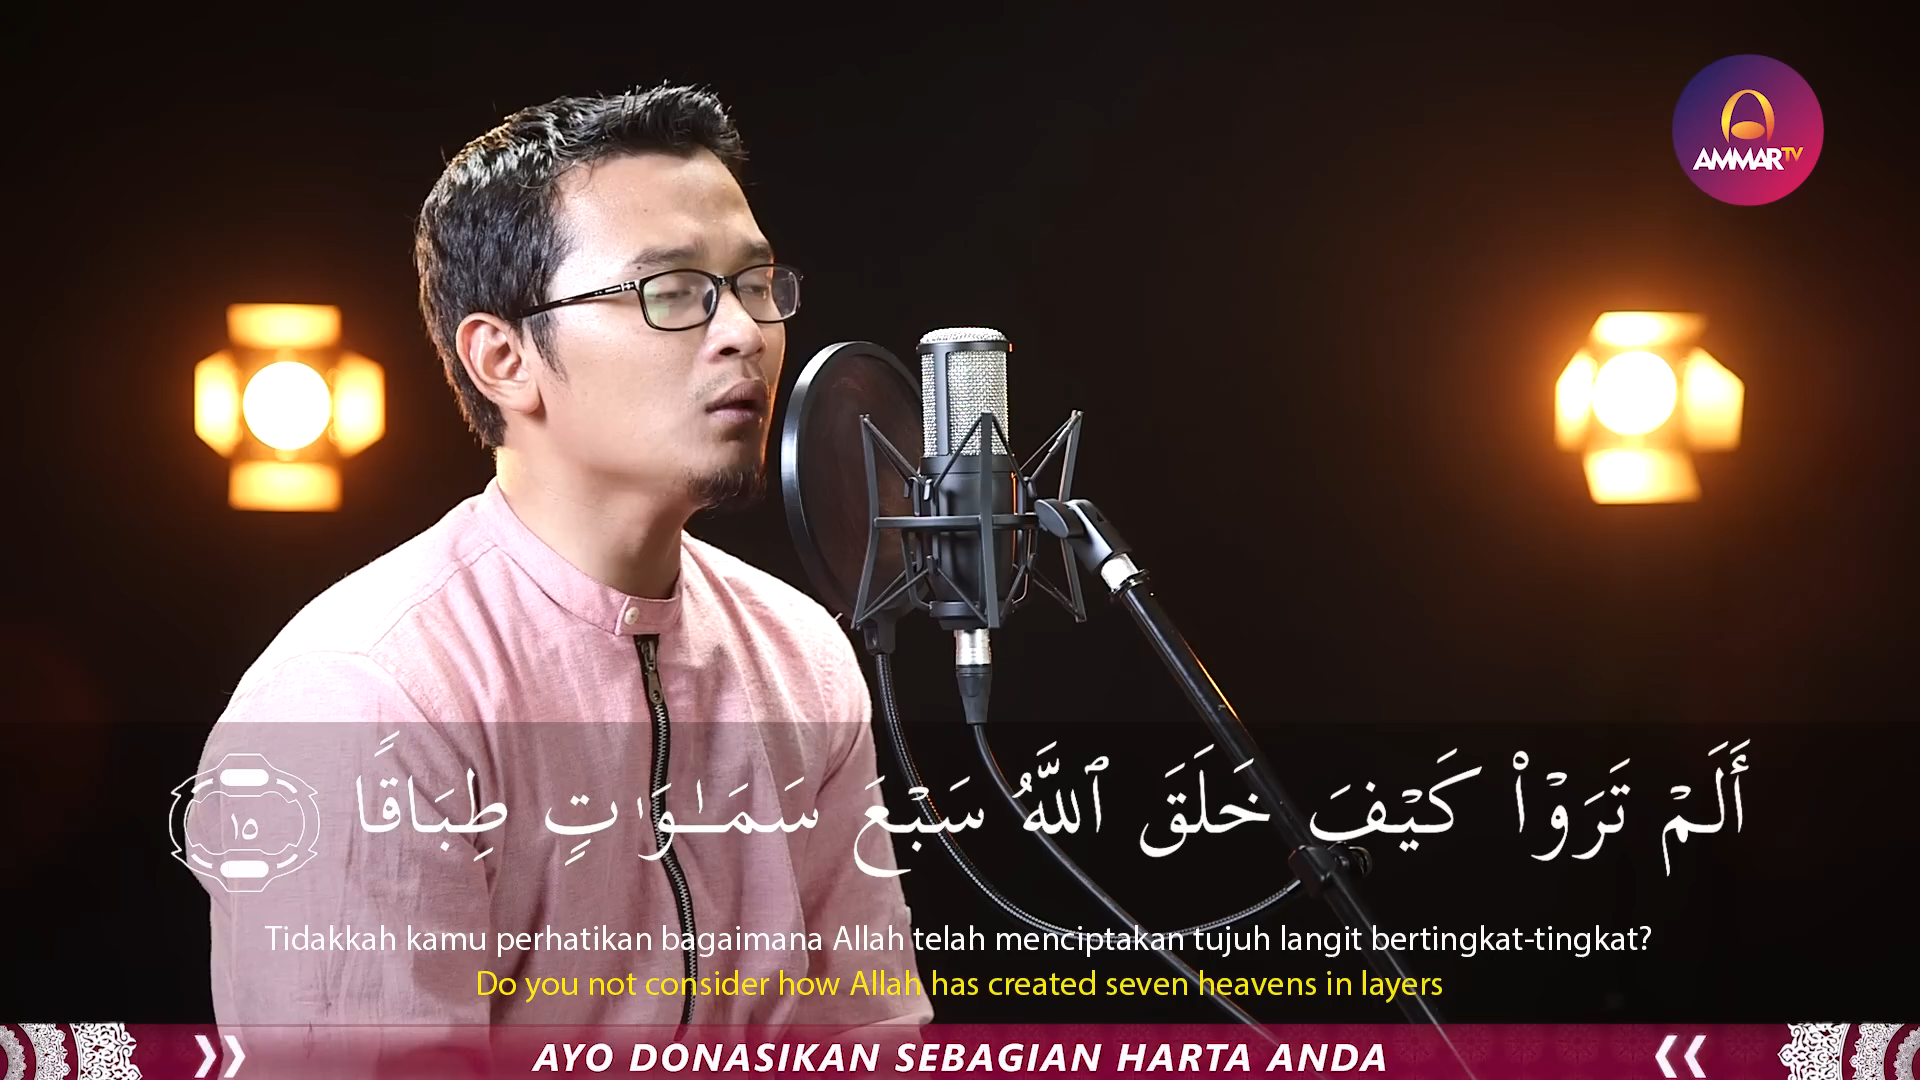 AMMARTV
أَلَمْ تَرَوْا۟ كَيْفَ خَلَقَ ٱللَّهُ سَبْعَ سَمَـٰوَٰتٍ طِبَاقًا ١٥
Tidakkah kamu perhatikan bagaimana Allah telah menciptakan tujuh langit bertingkat-tingkat?
Do you not consider how Allah has created seven heavens in layers
AYO DONASIKAN SEBAGIAN HARTA ANDA